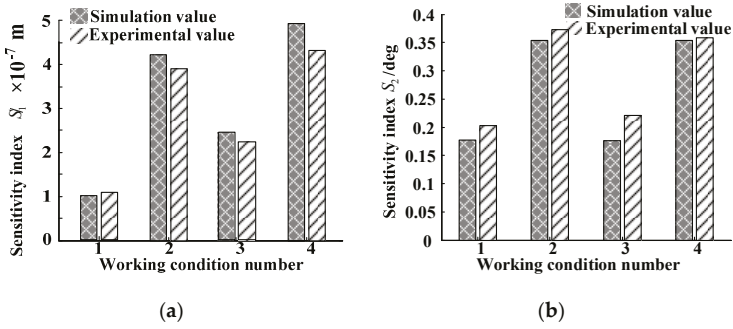 Simulation value
Experimental value
Sensitivity index S₁ ×10⁻⁷ m
5
4
3
2
1
0
1 2 3 4
Working condition number
(a)
Simulation value
Experimental value
Sensitivity index S₂/deg
0.4
0.35
0.3
0.25
0.2
0.15
0.1
0.05
0
1 2 3 4
Working condition number
(b)